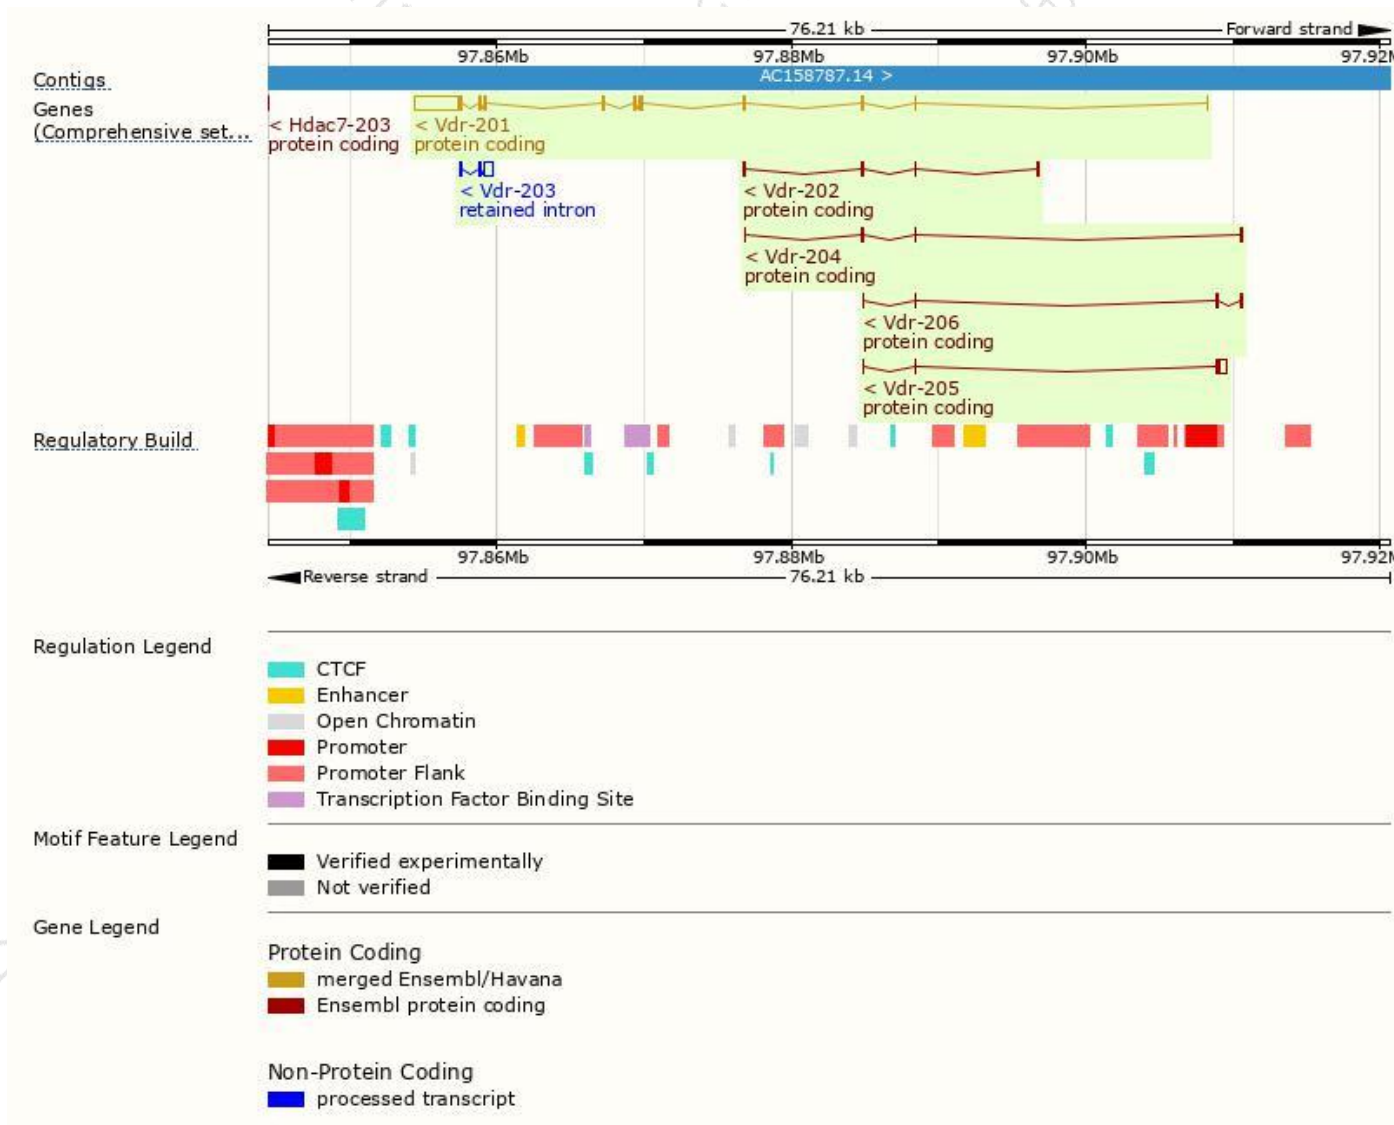 76.21 kb Forward strand
97.86Mb 97.88Mb 97.90Mb 97.92M
Contigs AC158787.14 >
Genes
(Comprehensive set...
< Hdac7-203 < Vdr-201
protein coding protein coding
< Vdr-203 < Vdr-202
retained intron protein coding
< Vdr-204
protein coding
< Vdr-206
protein coding
< Vdr-205
protein coding
Regulatory Build
97.86Mb 97.88Mb 97.90Mb 97.92M
Reverse strand 76.21 kb
Regulation Legend
CTCF
Enhancer
Open Chromatin
Promoter
Promoter Flank
Transcription Factor Binding Site
Motif Feature Legend
Verified experimentally
Not verified
Gene Legend
Protein Coding
merged Ensembl/Havana
Ensembl protein coding
Non-Protein Coding
processed transcript